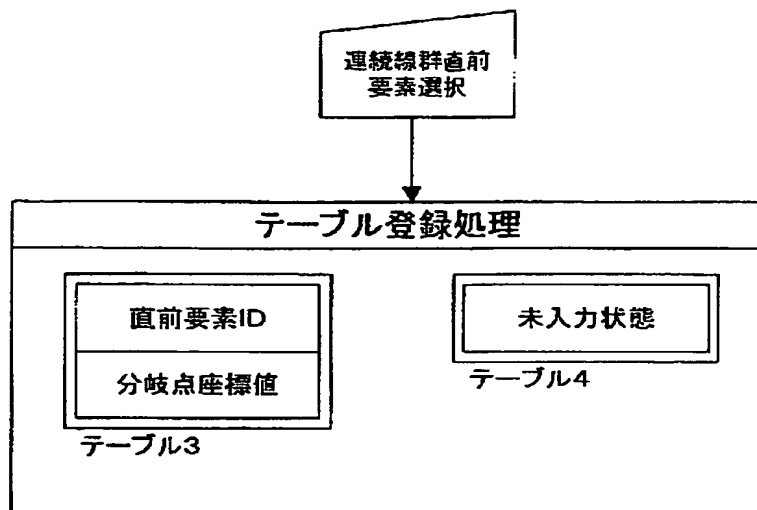 連続線群直前
要素選択
テーブル登録処理
直前要素ID
分岐点座標値
テーブル3
未入力状態
テーブル4